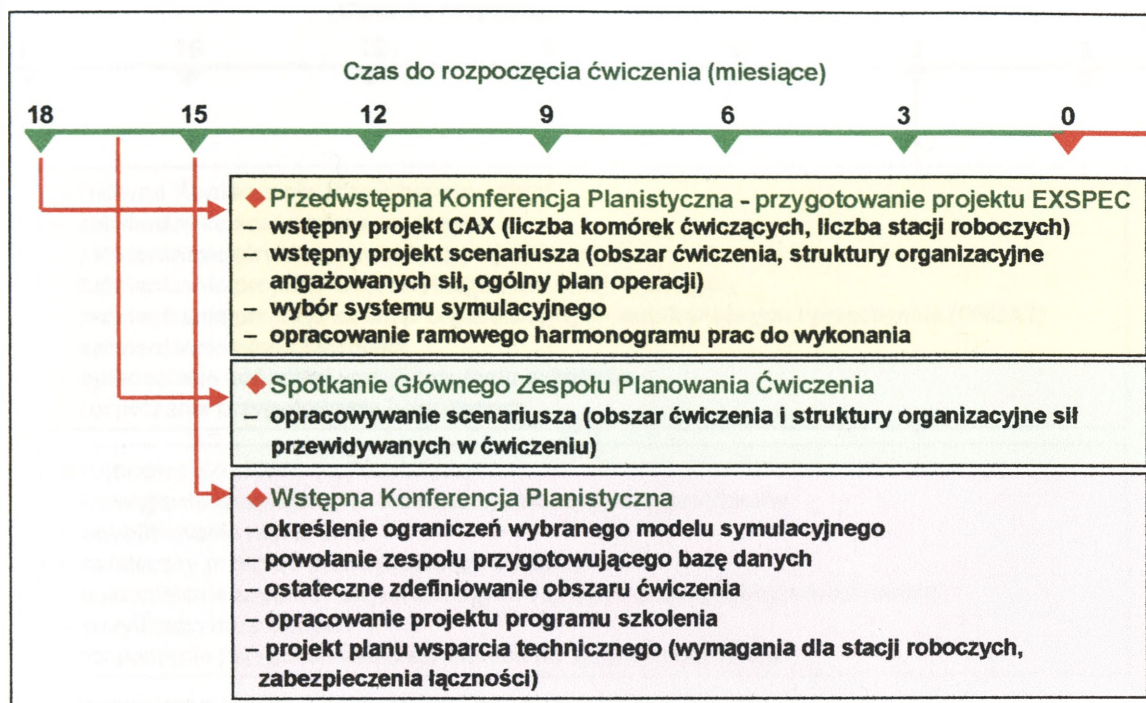 Czas do rozpoczęcia ćwiczenia (miesiące)
18 15 12 9 6 3 0
Przedwstępna Konferencja Planistyczna - przygotowanie projektu EXSPEC
– wstępny projekt CAX (liczba komórek ćwiczących, liczba stacji roboczych)
– wstępny projekt scenariusza (obszar ćwiczenia, struktury organizacyjne
angażowanych sił, ogólny plan operacji)
– wybór systemu symulacyjnego
– opracowanie ramowego harmonogramu prac do wykonania
Spotkanie Głównego Zespołu Planowania Ćwiczenia
– opracowywanie scenariusza (obszar ćwiczenia i struktury organizacyjne sił
przewidywanych w ćwiczeniu)
Wstępna Konferencja Planistyczna
– określenie ograniczeń wybranego modelu symulacyjnego
– powołanie zespołu przygotowującego bazę danych
– ostateczne zdefiniowanie obszaru ćwiczenia
– opracowanie projektu programu szkolenia
– projekt planu wsparcia technicznego (wymagania dla stacji roboczych,
zabezpieczenia łączności)